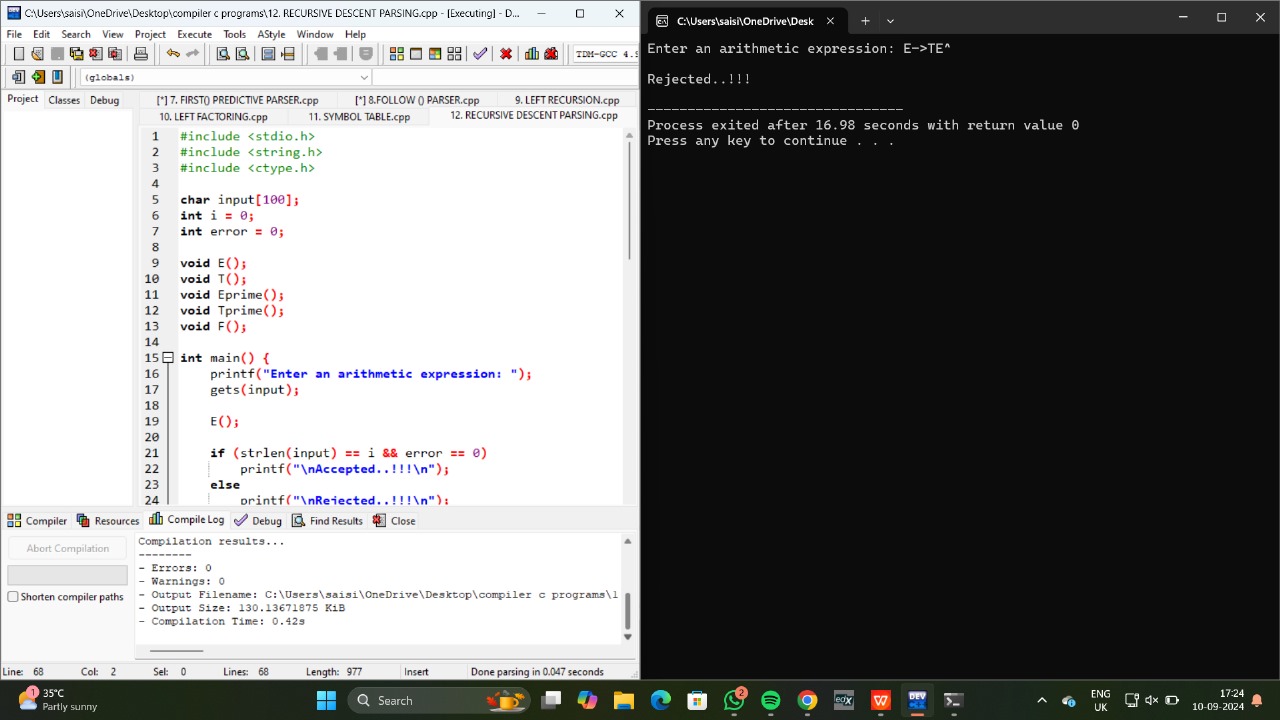 C:\Users\saisi\OneDrive\Desktop\compiler c programs\12. RECURSIVE DESCENT PARSING.cpp - [Executing] - D...
File Edit Search View Project Execute Tools AStyle Window Help
TDM-GCC 4.9
(globals)
Project Classes Debug
[*] 7. FIRST() PREDICTIVE PARSER.cpp [*] 8.FOLLOW () PARSER.cpp 9. LEFT RECURSION.cpp
10. LEFT FACTORING.cpp 11. SYMBOL TABLE.cpp 12. RECURSIVE DESCENT PARSING.cpp
1 #include <stdio.h>
2 #include <string.h>
3 #include <ctype.h>
4
5 char input[100];
6 int i = 0;
7 int error = 0;
8
9 void E();
10 void T();
11 void Eprime();
12 void Tprime();
13 void F();
14
15 int main() {
16 printf("Enter an arithmetic expression: ");
17 gets(input);
18
19 E();
20
21 if (strlen(input) == i && error == 0)
22 printf("\nAccepted..!!!\n");
23 else
24 printf("\nRejected..!!!\n");
Compiler Resources Compile Log Debug Find Results Close
Abort Compilation
Shorten compiler paths
Compilation results...
--------
- Errors: 0
- Warnings: 0
- Output Filename: C:\Users\saisi\OneDrive\Desktop\compiler c programs\1
- Output Size: 130.13671875 KiB
- Compilation Time: 0.42s
Line: 68 Col: 2 Sel: 0 Lines: 68 Length: 977 Insert Done parsing in 0.047 seconds
C:\Users\saisi\OneDrive\Desk
Enter an arithmetic expression: E->TE^
Rejected..!!!
--------------------------------
Process exited after 16.98 seconds with return value 0
Press any key to continue . . .
1
35°C
Partly sunny
Search
2
edX
W
DEV
ENG
UK
17:24
10-09-2024